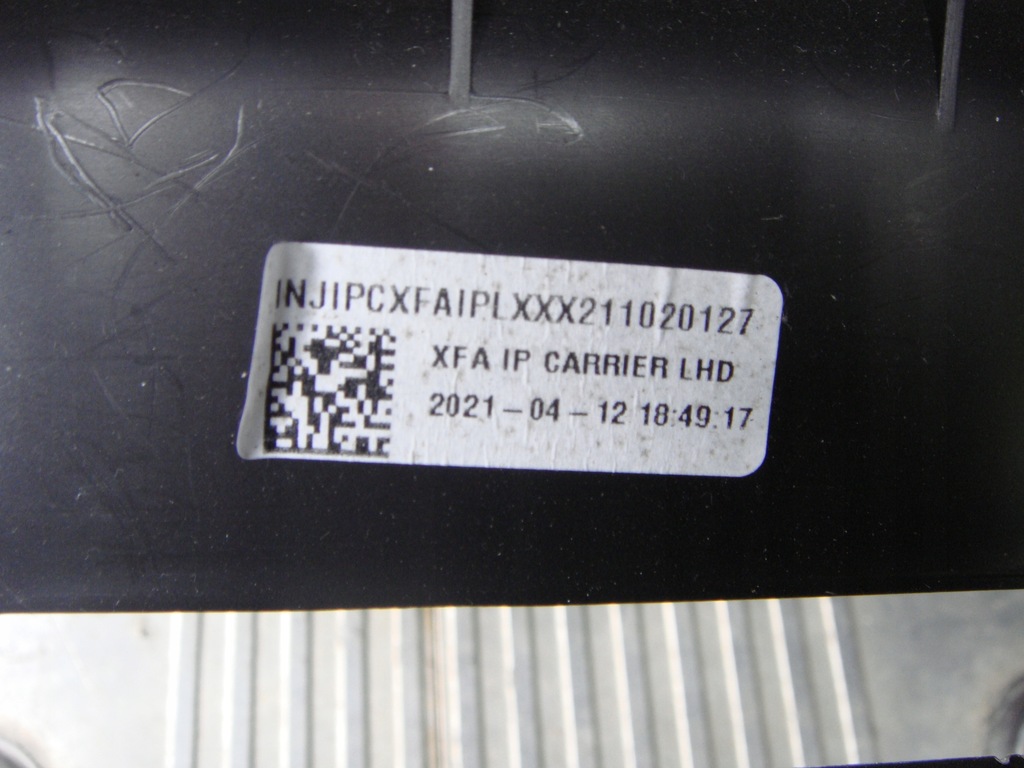 INJIPCXFAIPLXXX211020127
XFA IP CARRIER LHD
2021-04-12 18:49:17